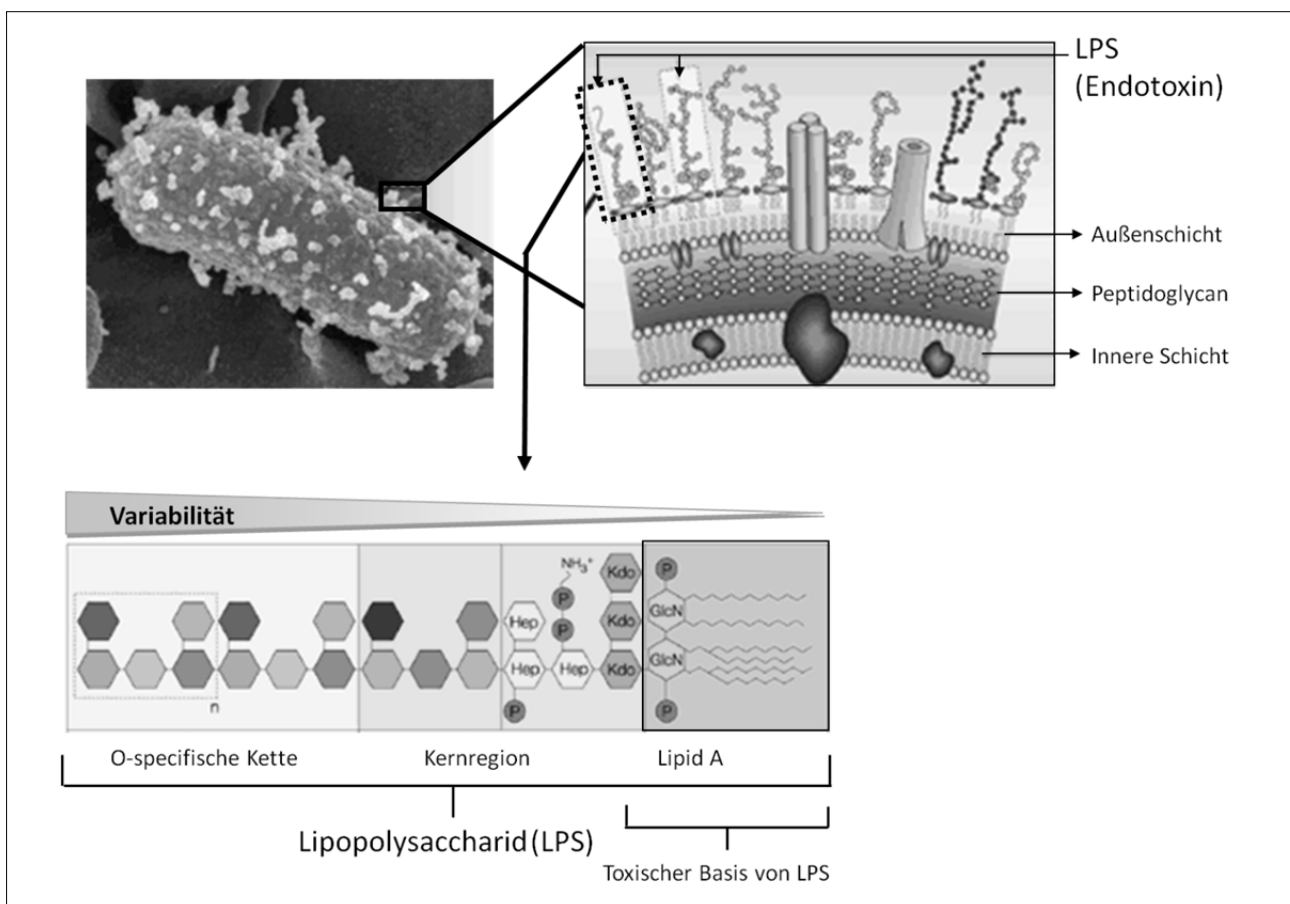 LPS
(Endotoxin)
Außenschicht
Peptidoglycan
Innere Schicht
Variabilität
NH₃⁺
Kdo
P
P
GlcN
Hep
P
Kdo
Hep
Hep
Kdo
GlcN
n
P
P
O-specifische Kette
Kernregion
Lipid A
Lipopolysaccharid (LPS)
Toxischer Basis von LPS